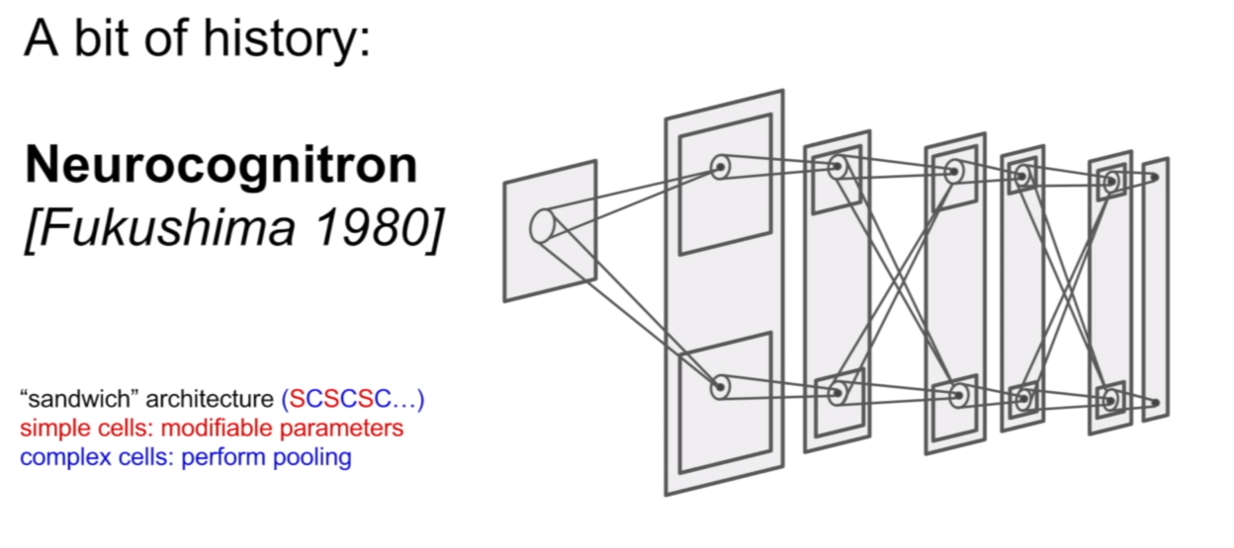 A bit of history:
Neurocognitron
[Fukushima 1980]
“sandwich” architecture (SCSCSC…)
simple cells: modifiable parameters
complex cells: perform pooling